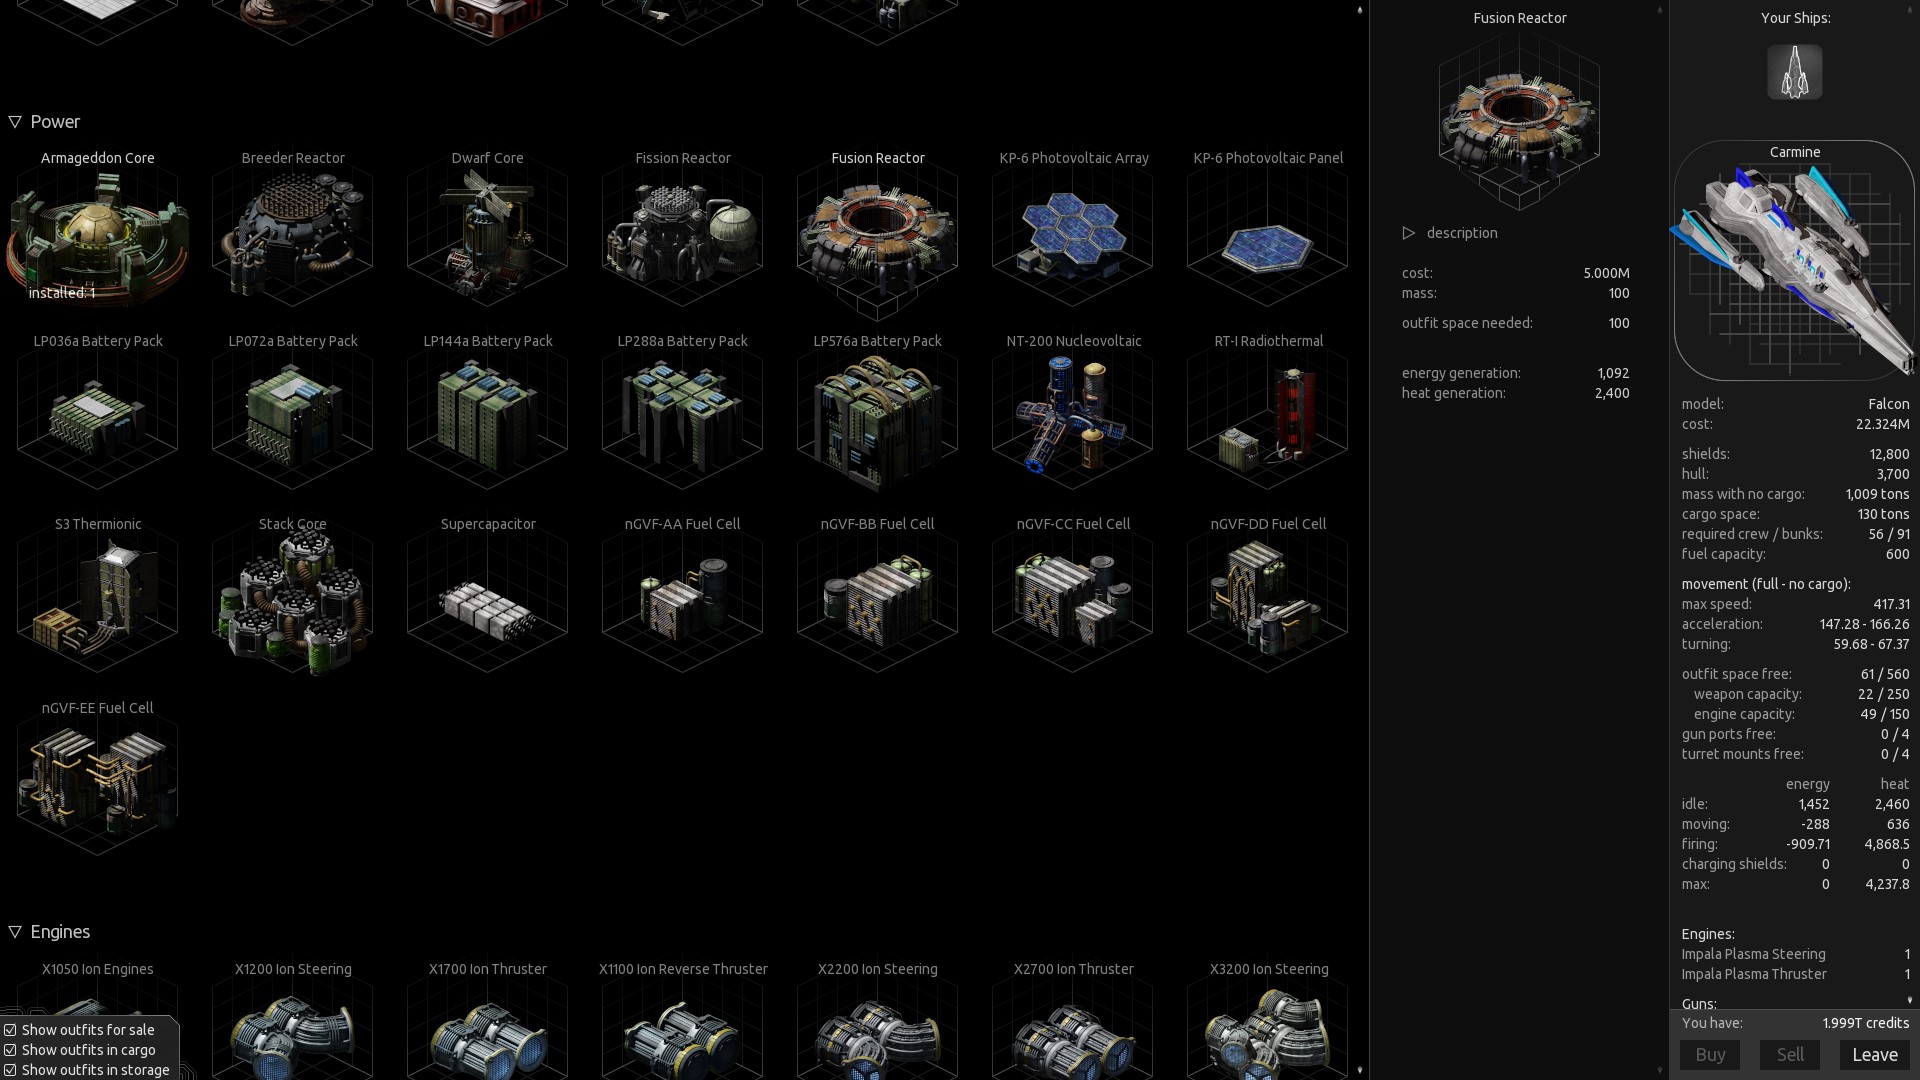 Power
Armageddon Core
Breeder Reactor
Dwarf Core
Fission Reactor
Fusion Reactor
KP-6 Photovoltaic Array
KP-6 Photovoltaic Panel
installed: 1
LP036a Battery Pack
LP072a Battery Pack
LP144a Battery Pack
LP288a Battery Pack
LP576a Battery Pack
NT-200 Nucleovoltaic
RT-I Radiothermal
S3 Thermionic
Stack Core
Supercapacitor
nGVF-AA Fuel Cell
nGVF-BB Fuel Cell
nGVF-CC Fuel Cell
nGVF-DD Fuel Cell
nGVF-EE Fuel Cell
Engines
X1050 Ion Engines
X1200 Ion Steering
X1700 Ion Thruster
X1100 Ion Reverse Thruster
X2200 Ion Steering
X2700 Ion Thruster
X3200 Ion Steering
Show outfits for sale
Show outfits in cargo
Show outfits in storage
Fusion Reactor
description
cost: 5.000M
mass: 100
outfit space needed: 100
energy generation: 1,092
heat generation: 2,400
Your Ships:
Carmine
model: Falcon
cost: 22.324M
shields: 12,800
hull: 3,700
mass with no cargo: 1,009 tons
cargo space: 130 tons
required crew / bunks: 56 / 91
fuel capacity: 600
movement (full - no cargo):
max speed: 417.31
acceleration: 147.28 - 166.26
turning: 59.68 - 67.37
outfit space free: 61 / 560
weapon capacity: 22 / 250
engine capacity: 49 / 150
gun ports free: 0 / 4
turret mounts free: 0 / 4
energy heat
idle: 1,452 2,460
moving: -288 636
firing: -909.71 4,868.5
charging shields: 0 0
max: 0 4,237.8
Engines:
Impala Plasma Steering 1
Impala Plasma Thruster 1
Guns:
You have: 1.999T credits
Buy Sell Leave